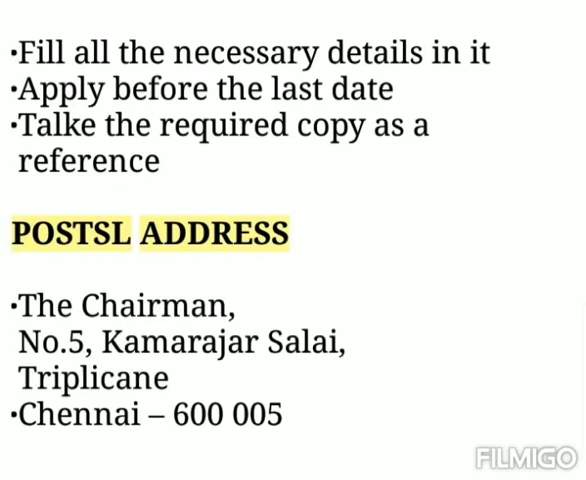 •Fill all the necessary details in it
•Apply before the last date
•Talke the required copy as a
reference
POSTSL ADDRESS
•The Chairman,
No.5, Kamarajar Salai,
Triplicane
•Chennai – 600 005
FILMIGO